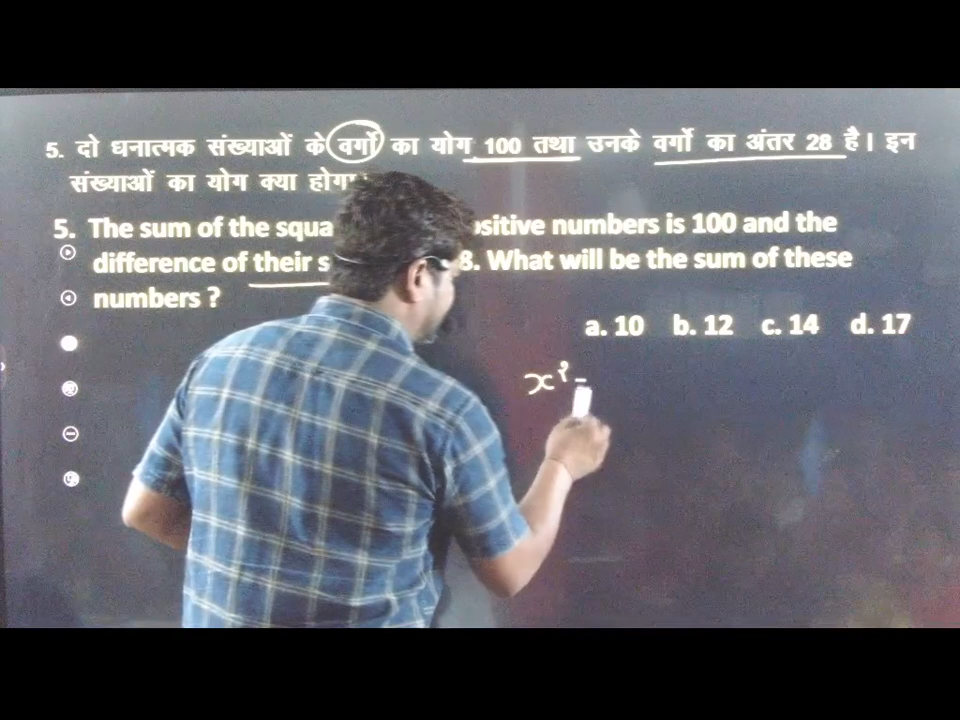 5. दो धनात्मक संख्याओं के वर्गो का योग 100 तथा उनके वर्गो का अंतर 28 है। इन
संख्याओं का योग क्या होगा
5. The sum of the squa sitive numbers is 100 and the
difference of their s 8. What will be the sum of these
numbers ?
a. 10 b. 12 c. 14 d. 17
x² -